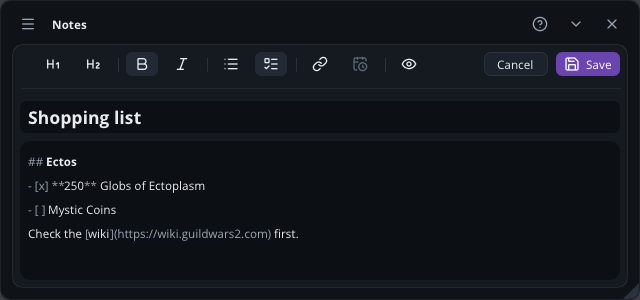 Notes
H1 H2 B I Cancel Save
Shopping list
## Ectos
- [x] **250** Globs of Ectoplasm
- [ ] Mystic Coins
Check the [wiki](https://wiki.guildwars2.com) first.